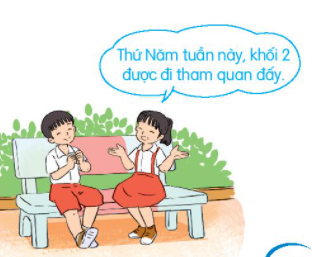 Thứ Năm tuần này, khối 2
được đi tham quan đấy.